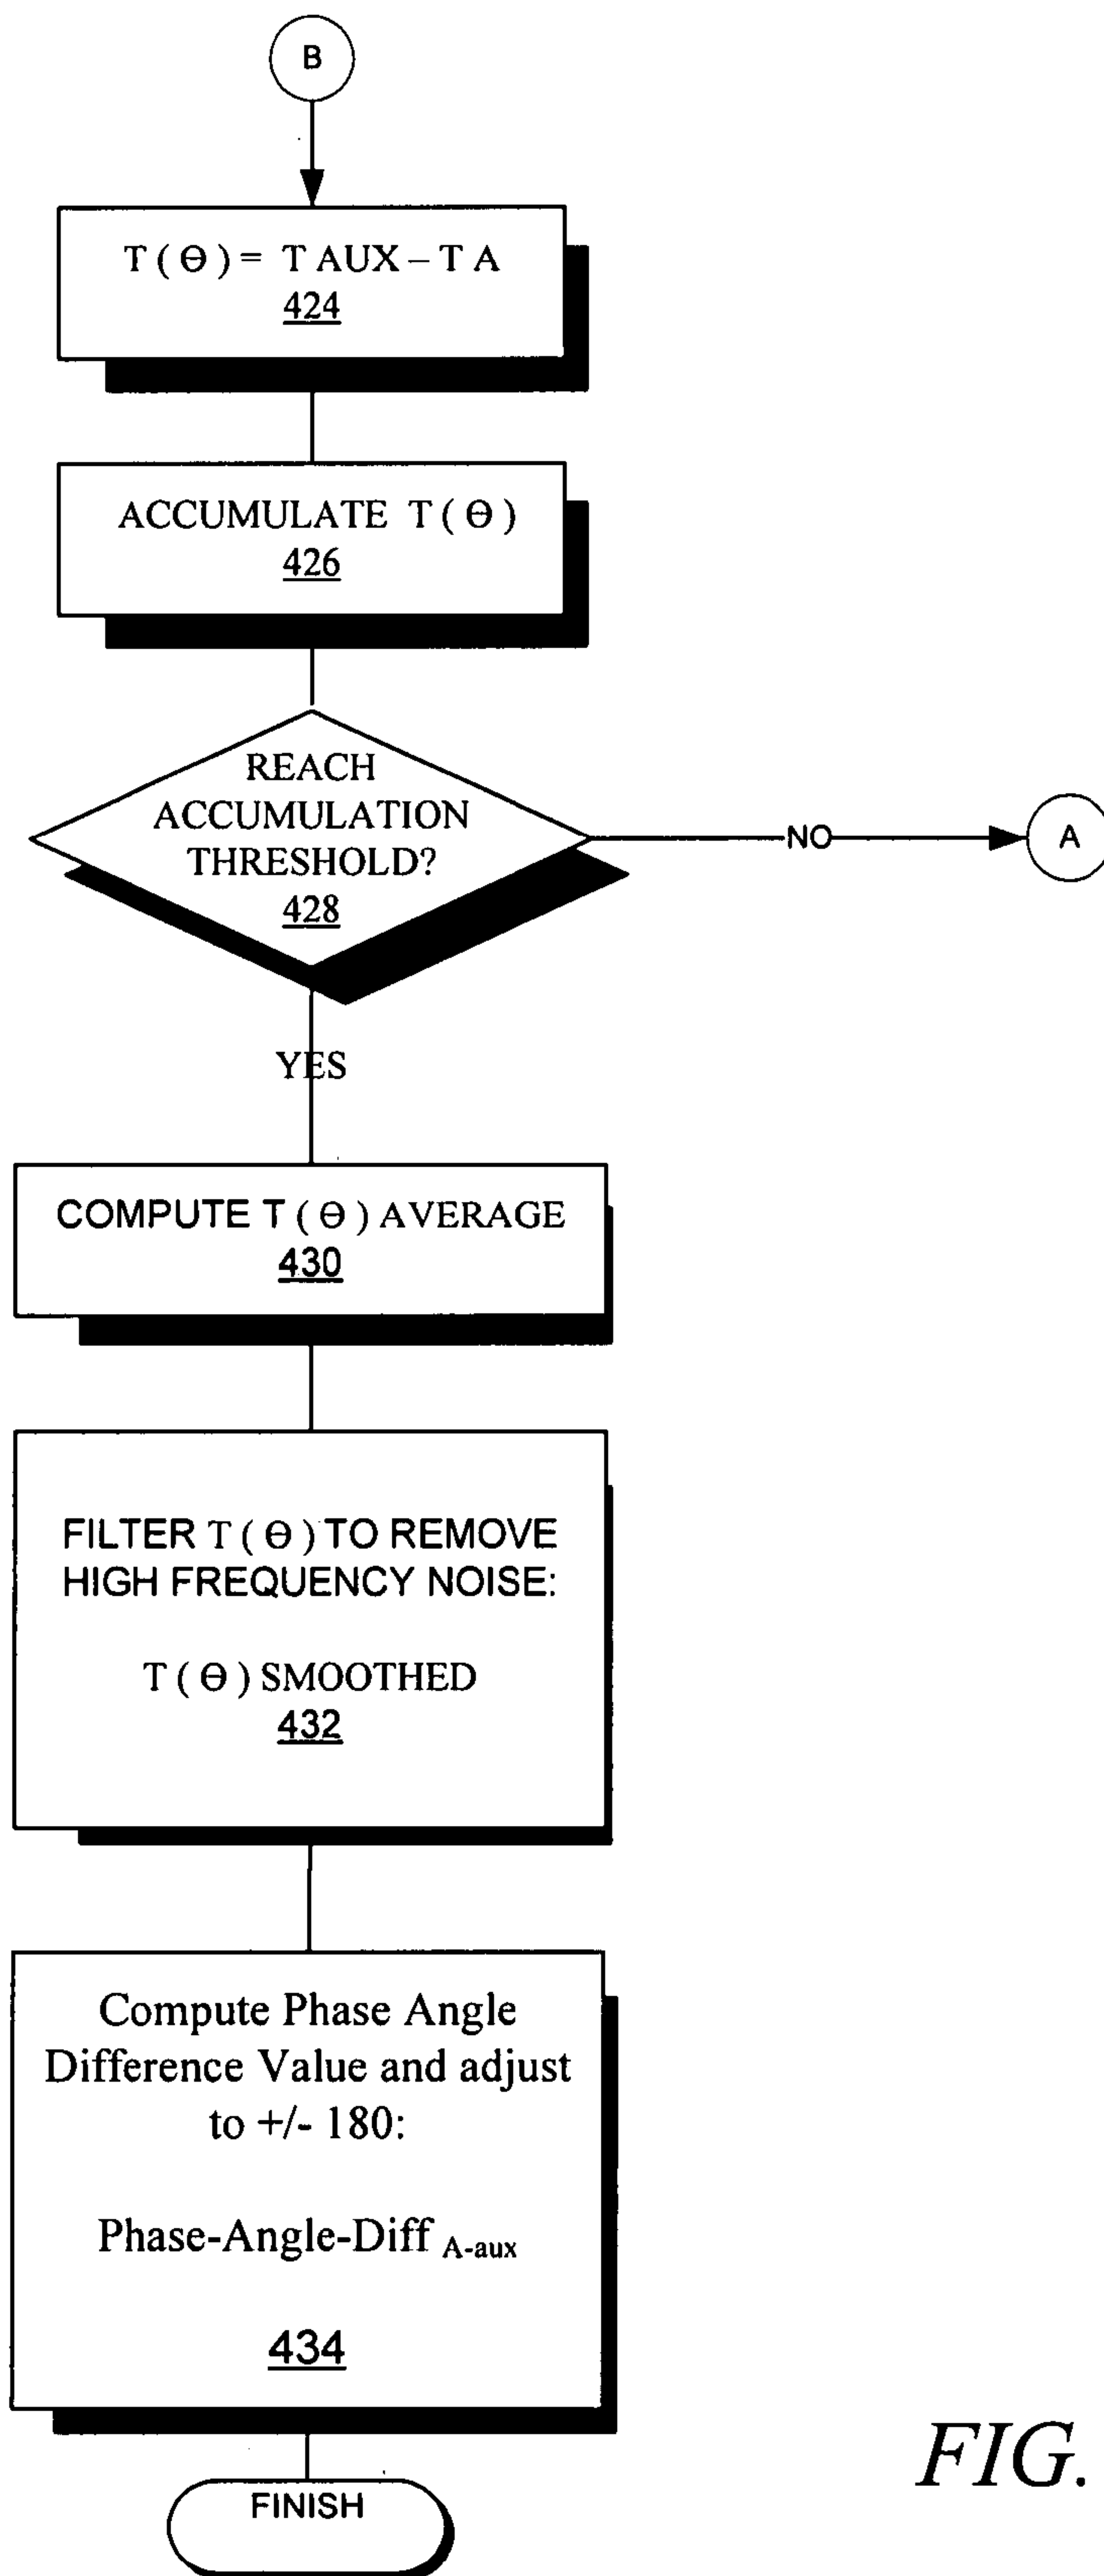 B
T ( Θ ) = T AUX – T A
424
ACCUMULATE T ( Θ )
426
REACH
ACCUMULATION
THRESHOLD?
428
NO
A
YES
COMPUTE T ( Θ ) AVERAGE
430
FILTER T ( Θ ) TO REMOVE
HIGH FREQUENCY NOISE:
T ( Θ ) SMOOTHED
432
Compute Phase Angle
Difference Value and adjust
to +/- 180:
Phase-Angle-Diff A-aux
434
FINISH
FIG.